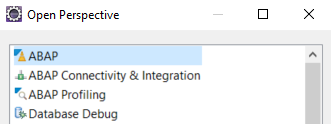 Open Perspective
ABAP
ABAP Connectivity & Integration
ABAP Profiling
Database Debug